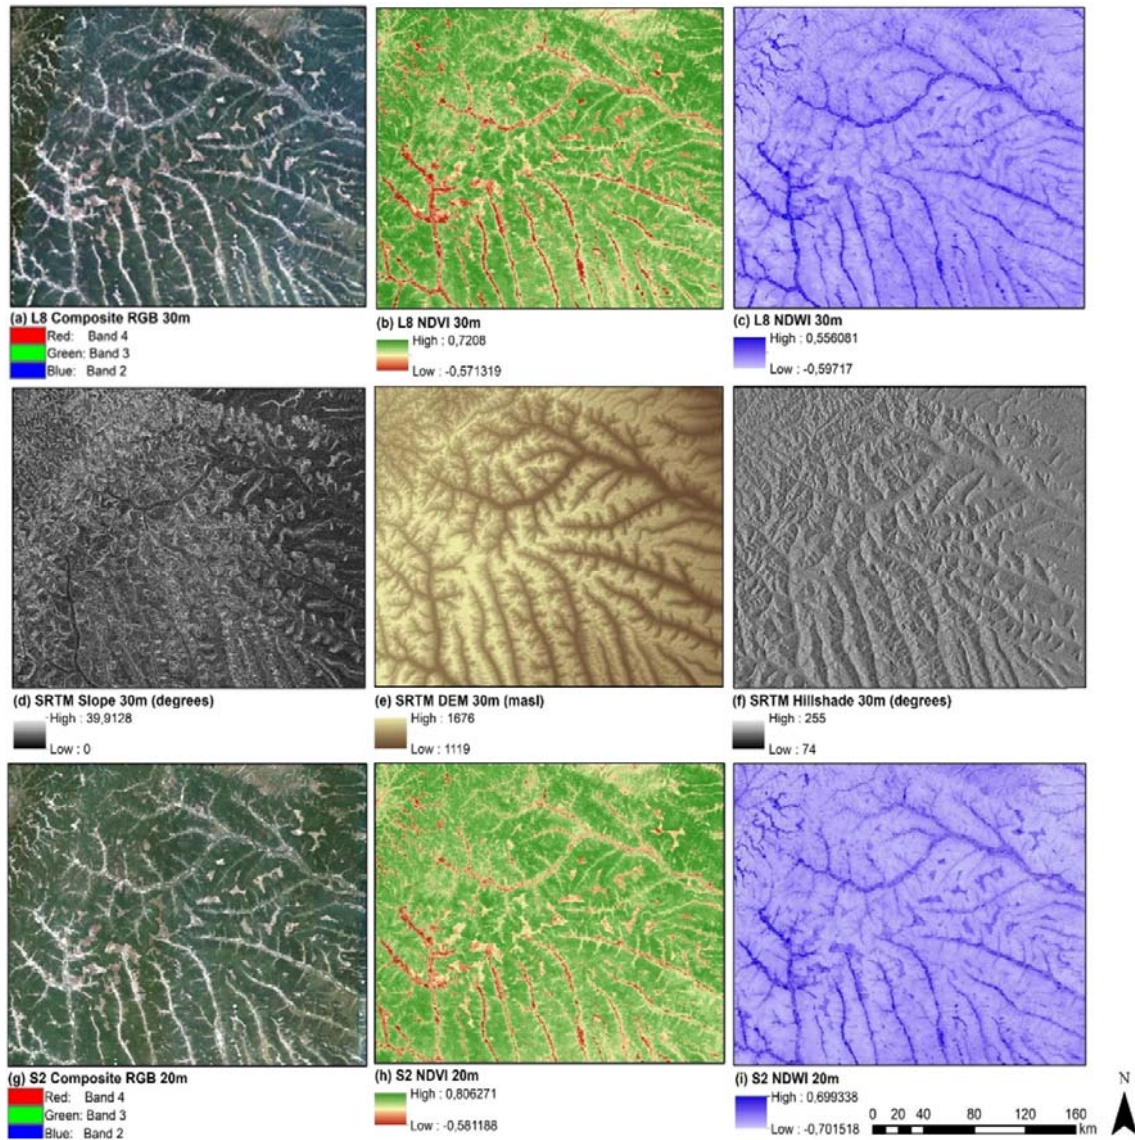 (a) L8 Composite RGB 30m
Red: Band 4
Green: Band 3
Blue: Band 2
(b) L8 NDVI 30m
High : 0,7208
Low : -0,571319
(c) L8 NDWI 30m
High : 0,556081
Low : -0,59717
(d) SRTM Slope 30m (degrees)
High : 39,9128
Low : 0
(e) SRTM DEM 30m (masl)
High : 1676
Low : 1119
(f) SRTM Hillshade 30m (degrees)
High : 255
Low : 74
(g) S2 Composite RGB 20m
Red: Band 4
Green: Band 3
Blue: Band 2
(h) S2 NDVI 20m
High : 0,806271
Low : -0,581188
(i) S2 NDWI 20m
High : 0,699338
Low : -0,701518
0 20 40 80 120 160
km
N